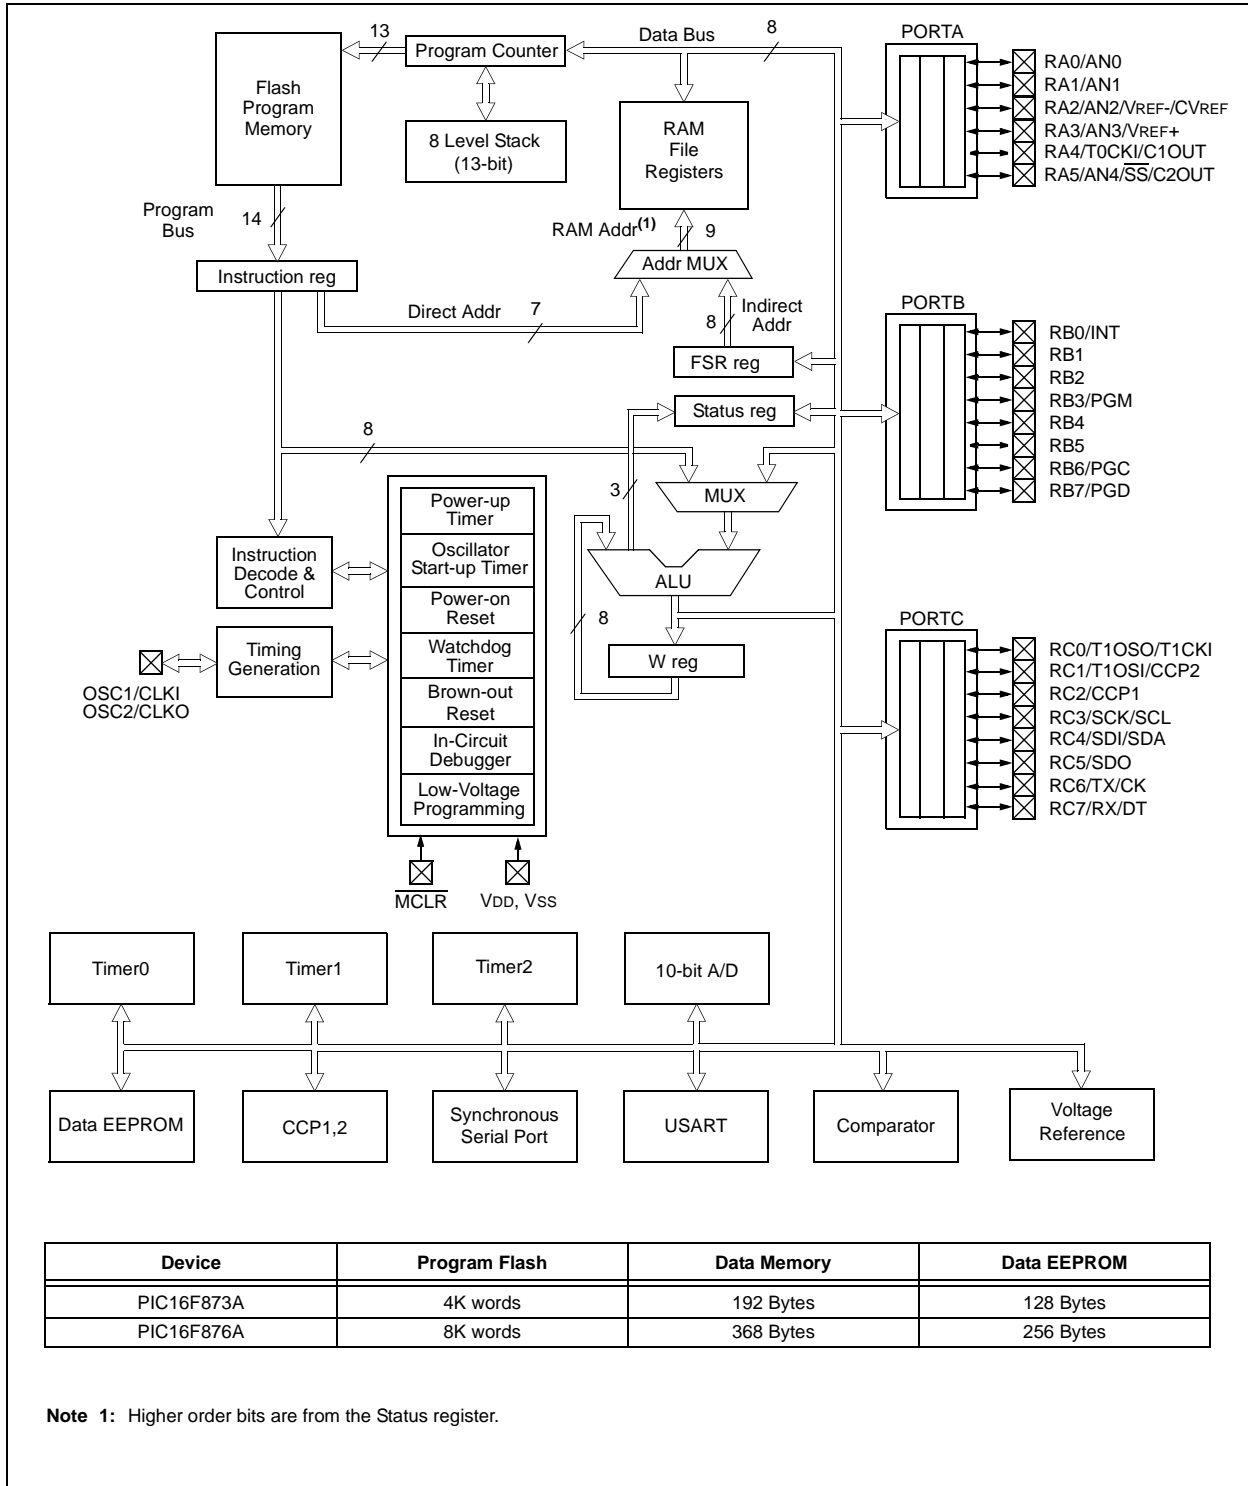 13
Program Counter
Data Bus
8
PORTA
Flash
Program
Memory
8 Level Stack
(13-bit)
RAM
File
Registers
RA0/AN0
RA1/AN1
RA2/AN2/VREF-/CVREF
RA3/AN3/VREF+
RA4/T0CKI/C1OUT
RA5/AN4/SS/C2OUT
Program
Bus
14
RAM Addr(1)
9
Addr MUX
Instruction reg
Direct Addr
7
8
Indirect
Addr
FSR reg
Status reg
PORTB
RB0/INT
RB1
RB2
RB3/PGM
RB4
RB5
RB6/PGC
RB7/PGD
8
3
MUX
ALU
8
W reg
Instruction
Decode &
Control
Timing
Generation
OSC1/CLKI
OSC2/CLKO
Power-up
Timer
Oscillator
Start-up Timer
Power-on
Reset
Watchdog
Timer
Brown-out
Reset
In-Circuit
Debugger
Low-Voltage
Programming
MCLR
VDD, VSS
PORTC
RC0/T1OSO/T1CKI
RC1/T1OSI/CCP2
RC2/CCP1
RC3/SCK/SCL
RC4/SDI/SDA
RC5/SDO
RC6/TX/CK
RC7/RX/DT
Timer0
Timer1
Timer2
10-bit A/D
Data EEPROM
CCP1,2
Synchronous
Serial Port
USART
Comparator
Voltage
Reference
Device Program Flash Data Memory Data EEPROM
PIC16F873A 4K words 192 Bytes 128 Bytes
PIC16F876A 8K words 368 Bytes 256 Bytes
Note 1: Higher order bits are from the Status register.